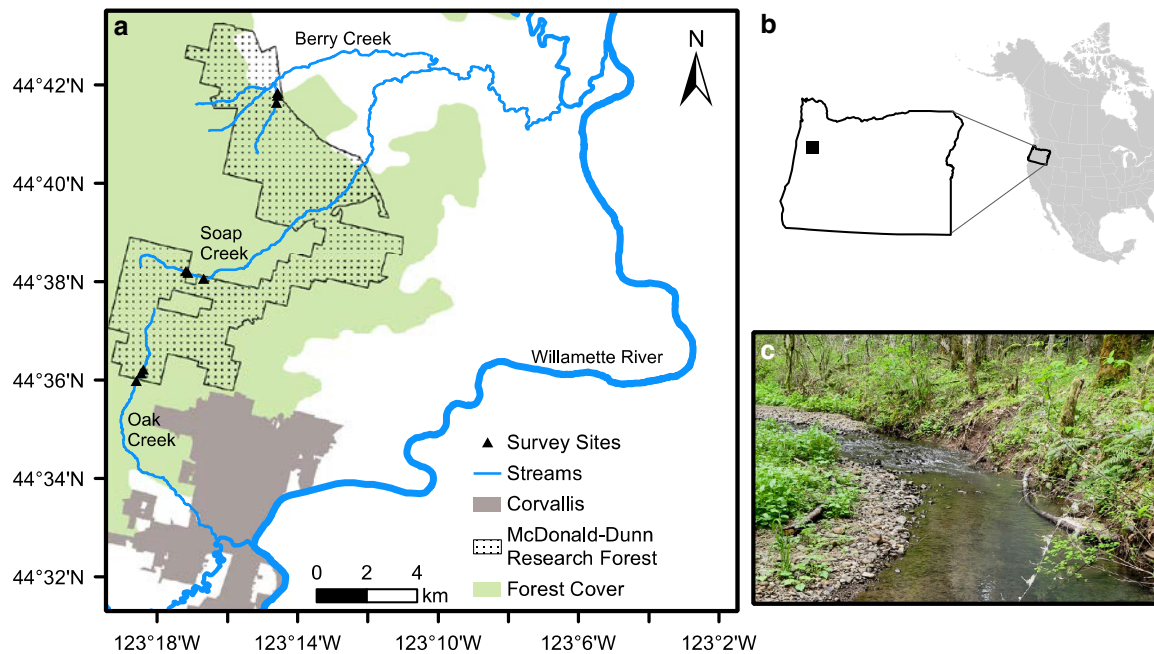 a
Berry Creek
N
44°42'N
44°40'N
Soap
Creek
44°38'N
Willamette River
44°36'N
Oak
Creek
Survey Sites
Streams
44°34'N
Corvallis
McDonald-Dunn
Research Forest
44°32'N
0 2 4
km
Forest Cover
123°18'W 123°14'W 123°10'W 123°6'W 123°2'W
b
c